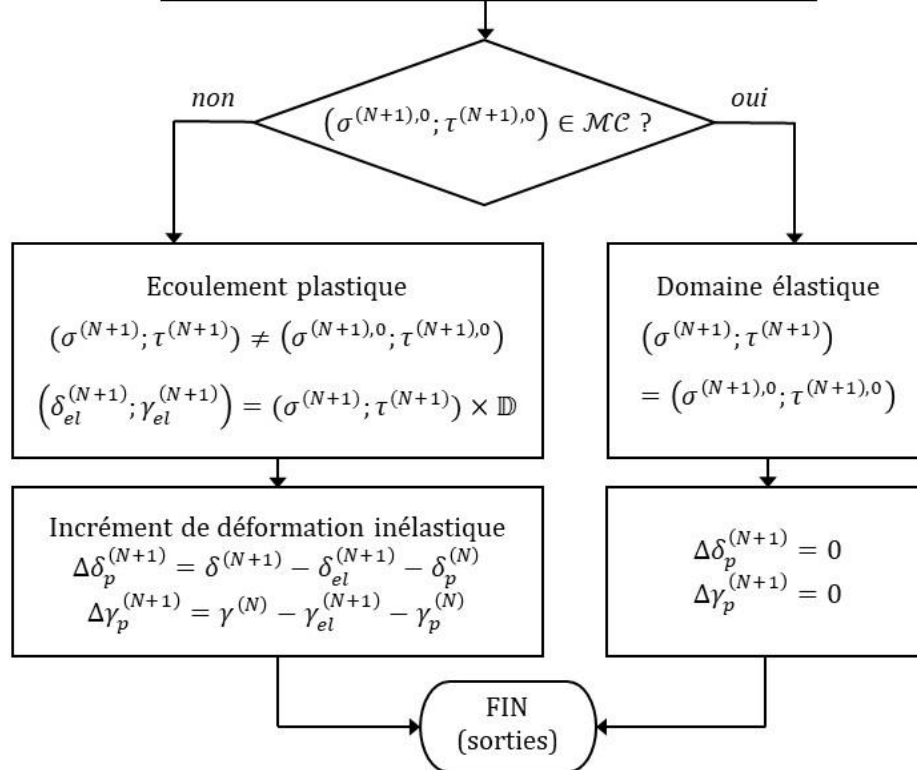 (σ^(N+1),0; τ^(N+1),0) ∈ ℳ𝒞 ?
non
oui
Ecoulement plastique
(σ^(N+1); τ^(N+1)) ≠ (σ^(N+1),0; τ^(N+1),0)
(δ_el^(N+1); γ_el^(N+1)) = (σ^(N+1); τ^(N+1)) × 𝔻
Domaine élastique
(σ^(N+1); τ^(N+1))
= (σ^(N+1),0; τ^(N+1),0)
Incrément de déformation inélastique
Δδ_p^(N+1) = δ^(N+1) − δ_el^(N+1) − δ_p^(N)
Δγ_p^(N+1) = γ^(N) − γ_el^(N+1) − γ_p^(N)
Δδ_p^(N+1) = 0
Δγ_p^(N+1) = 0
FIN
(sorties)